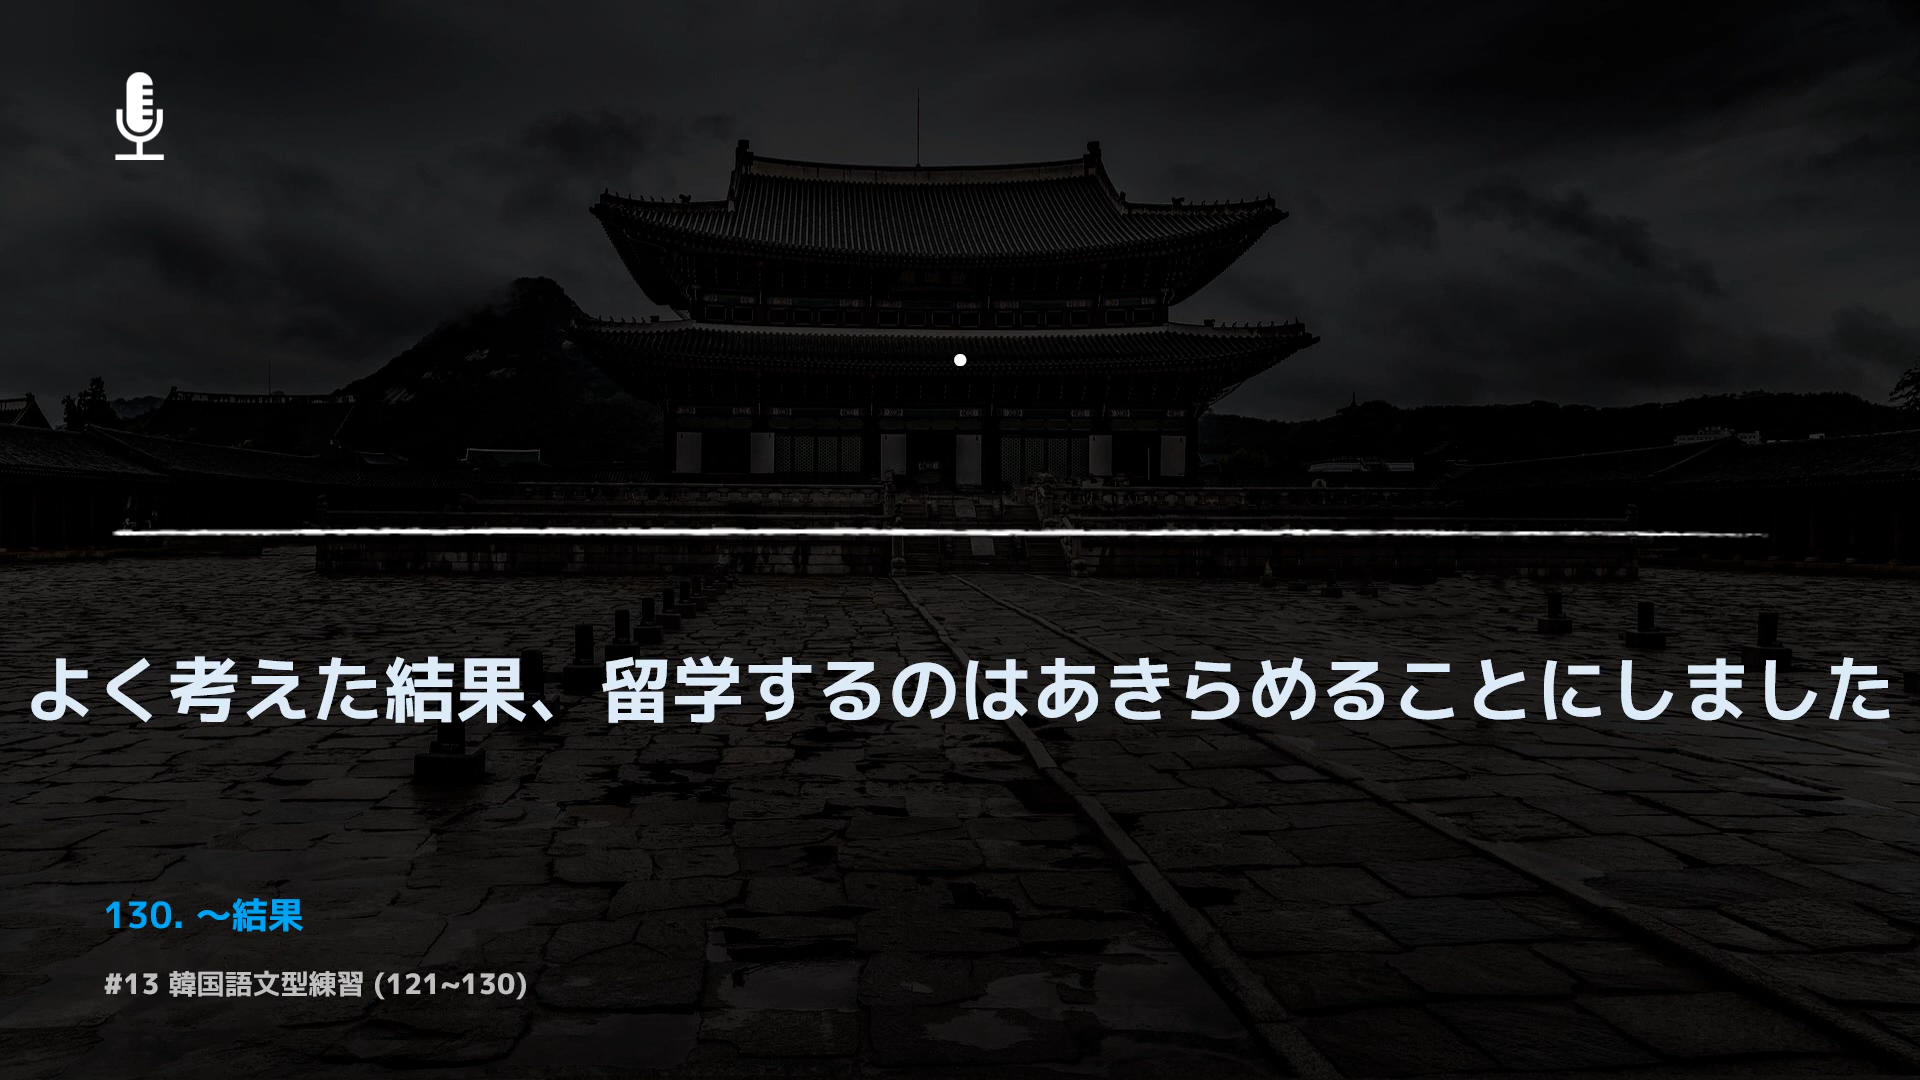 よく考えた結果、留学するのはあきらめることにしました
130. 〜結果
#13 韓国語文型練習 (121~130)